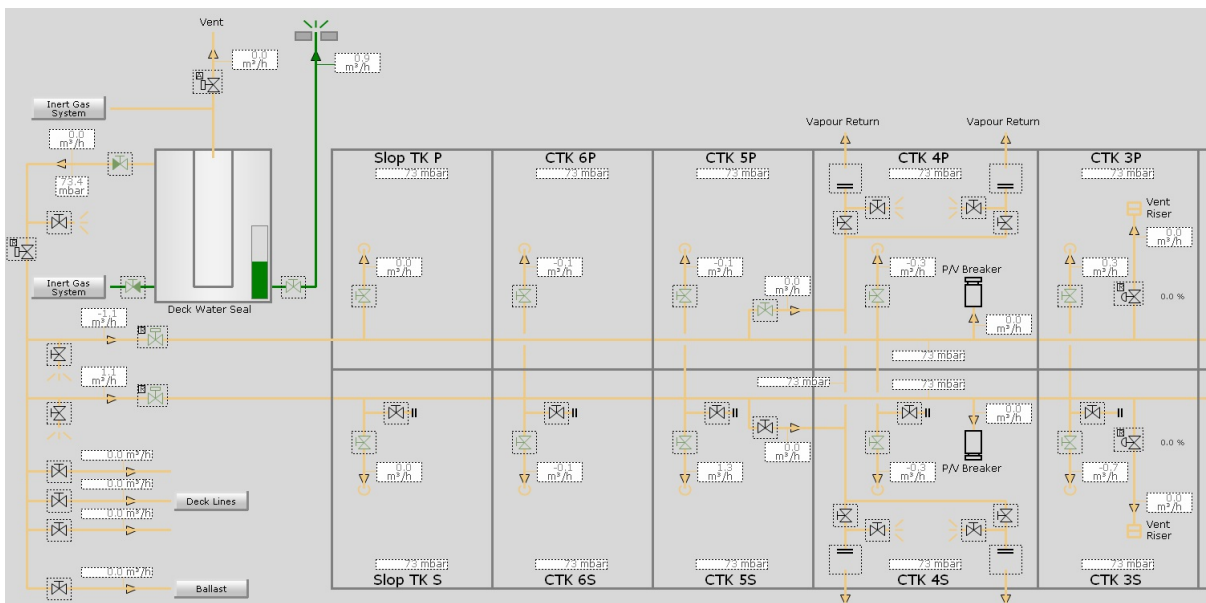 Vent
0.0
m³/h
0.9
m³/h
Inert Gas
System
0.0
m³/h
73.4
mbar
Inert Gas
System
Deck Water Seal
-1.1
m³/h
1.1
m³/h
0.0 m³/h
0.0 m³/h
Deck Lines
0.0 m³/h
0.0 m³/h
Ballast
Vapour Return
Vapour Return
Slop TK P
73 mbar
CTK 6P
73 mbar
CTK 5P
73 mbar
CTK 4P
73 mbar
CTK 3P
73 mbar
Vent
Riser
0.0
m³/h
0.0
m³/h
-0.1
m³/h
-0.1
m³/h
0.0
m³/h
-0.3
m³/h
P/V Breaker
0.0
m³/h
0.3
m³/h
0.0 %
73 mbar
73 mbar
73 mbar
0.0
m³/h
-0.1
m³/h
1.3
m³/h
0.0
m³/h
-0.3
m³/h
0.0
m³/h
P/V Breaker
-0.7
m³/h
0.0 %
0.0
m³/h
Vent
Riser
73 mbar
Slop TK S
73 mbar
CTK 6S
73 mbar
CTK 5S
73 mbar
CTK 4S
73 mbar
CTK 3S